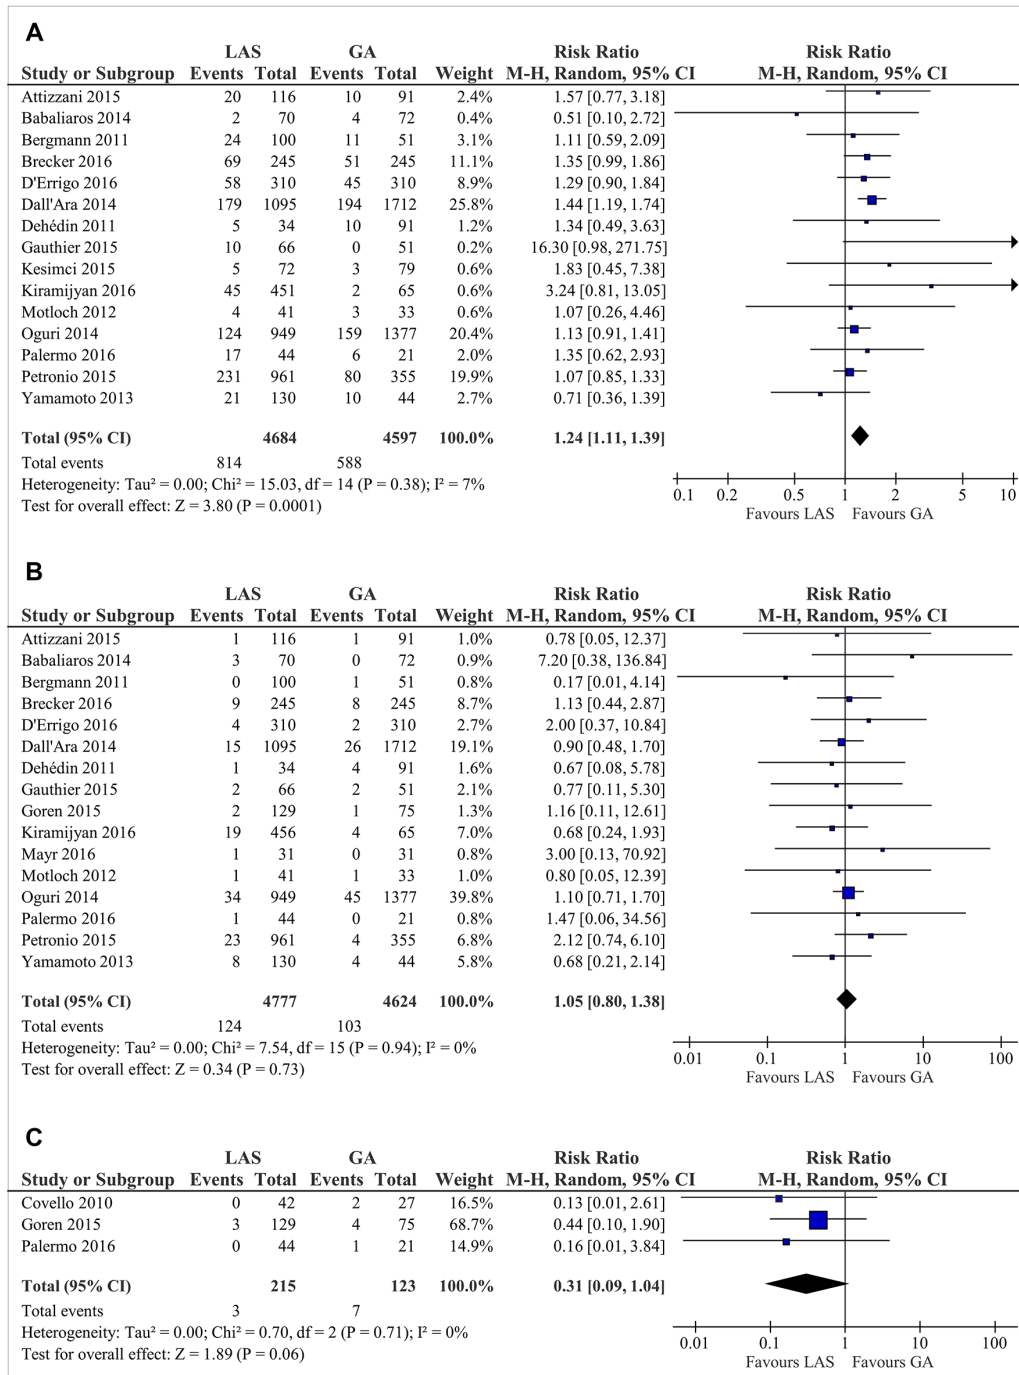 A
LAS GA Risk Ratio Risk Ratio
Study or Subgroup Events Total Events Total Weight M-H, Random, 95% CI M-H, Random, 95% CI
Attizzani 2015 20 116 10 91 2.4% 1.57 [0.77, 3.18]
Babaliaros 2014 2 70 4 72 0.4% 0.51 [0.10, 2.72]
Bergmann 2011 24 100 11 51 3.1% 1.11 [0.59, 2.09]
Brecker 2016 69 245 51 245 11.1% 1.35 [0.99, 1.86]
D'Errigo 2016 58 310 45 310 8.9% 1.29 [0.90, 1.84]
Dall'Ara 2014 179 1095 194 1712 25.8% 1.44 [1.19, 1.74]
Dehédin 2011 5 34 10 91 1.2% 1.34 [0.49, 3.63]
Gauthier 2015 10 66 0 51 0.2% 16.30 [0.98, 271.75]
Kesimci 2015 5 72 3 79 0.6% 1.83 [0.45, 7.38]
Kiramijyan 2016 45 451 2 65 0.6% 3.24 [0.81, 13.05]
Motloch 2012 4 41 3 33 0.6% 1.07 [0.26, 4.46]
Oguri 2014 124 949 159 1377 20.4% 1.13 [0.91, 1.41]
Palermo 2016 17 44 6 21 2.0% 1.35 [0.62, 2.93]
Petronio 2015 231 961 80 355 19.9% 1.07 [0.85, 1.33]
Yamamoto 2013 21 130 10 44 2.7% 0.71 [0.36, 1.39]
Total (95% CI) 4684 4597 100.0% 1.24 [1.11, 1.39]
Total events 814 588
Heterogeneity: Tau² = 0.00; Chi² = 15.03, df = 14 (P = 0.38); I² = 7%
Test for overall effect: Z = 3.80 (P = 0.0001)
0.1 0.2 0.5 1 2 5 10
Favours LAS Favours GA
B
LAS GA Risk Ratio Risk Ratio
Study or Subgroup Events Total Events Total Weight M-H, Random, 95% CI M-H, Random, 95% CI
Attizzani 2015 1 116 1 91 1.0% 0.78 [0.05, 12.37]
Babaliaros 2014 3 70 0 72 0.9% 7.20 [0.38, 136.84]
Bergmann 2011 0 100 1 51 0.8% 0.17 [0.01, 4.14]
Brecker 2016 9 245 8 245 8.7% 1.13 [0.44, 2.87]
D'Errigo 2016 4 310 2 310 2.7% 2.00 [0.37, 10.84]
Dall'Ara 2014 15 1095 26 1712 19.1% 0.90 [0.48, 1.70]
Dehédin 2011 1 34 4 91 1.6% 0.67 [0.08, 5.78]
Gauthier 2015 2 66 2 51 2.1% 0.77 [0.11, 5.30]
Goren 2015 2 129 1 75 1.3% 1.16 [0.11, 12.61]
Kiramijyan 2016 19 456 4 65 7.0% 0.68 [0.24, 1.93]
Mayr 2016 1 31 0 31 0.8% 3.00 [0.13, 70.92]
Motloch 2012 1 41 1 33 1.0% 0.80 [0.05, 12.39]
Oguri 2014 34 949 45 1377 39.8% 1.10 [0.71, 1.70]
Palermo 2016 1 44 0 21 0.8% 1.47 [0.06, 34.56]
Petronio 2015 23 961 4 355 6.8% 2.12 [0.74, 6.10]
Yamamoto 2013 8 130 4 44 5.8% 0.68 [0.21, 2.14]
Total (95% CI) 4777 4624 100.0% 1.05 [0.80, 1.38]
Total events 124 103
Heterogeneity: Tau² = 0.00; Chi² = 7.54, df = 15 (P = 0.94); I² = 0%
Test for overall effect: Z = 0.34 (P = 0.73)
0.01 0.1 1 10 100
Favours LAS Favours GA
C
LAS GA Risk Ratio Risk Ratio
Study or Subgroup Events Total Events Total Weight M-H, Random, 95% CI M-H, Random, 95% CI
Covello 2010 0 42 2 27 16.5% 0.13 [0.01, 2.61]
Goren 2015 3 129 4 75 68.7% 0.44 [0.10, 1.90]
Palermo 2016 0 44 1 21 14.9% 0.16 [0.01, 3.84]
Total (95% CI) 215 123 100.0% 0.31 [0.09, 1.04]
Total events 3 7
Heterogeneity: Tau² = 0.00; Chi² = 0.70, df = 2 (P = 0.71); I² = 0%
Test for overall effect: Z = 1.89 (P = 0.06)
0.01 0.1 1 10 100
Favours LAS Favours GA